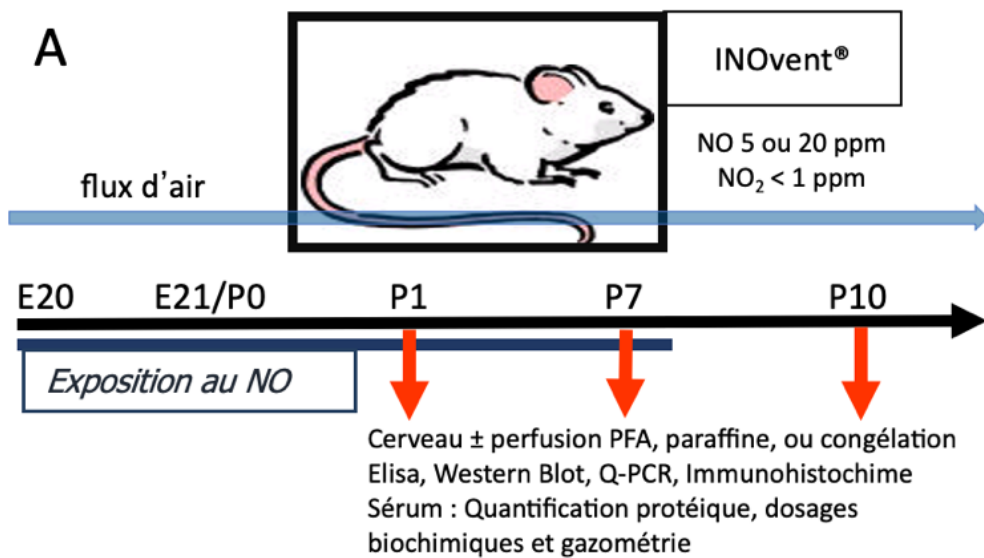 A
INOvent®
NO 5 ou 20 ppm
NO₂ < 1 ppm
flux d’air
E20 E21/P0 P1 P7 P10
Exposition au NO
Cerveau ± perfusion PFA, paraffine, ou congélation
Elisa, Western Blot, Q-PCR, Immunohistochime
Sérum : Quantification protéique, dosages
biochimiques et gazométrie